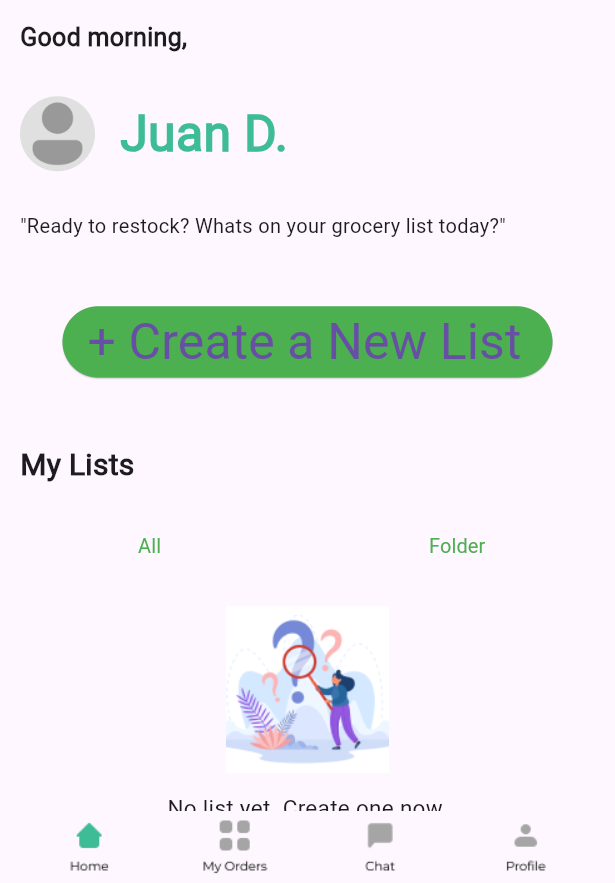 Good morning,
Juan D.
"Ready to restock? Whats on your grocery list today?"
+ Create a New List
My Lists
All
Folder
No list yet. Create one now
Home
My Orders
Chat
Profile